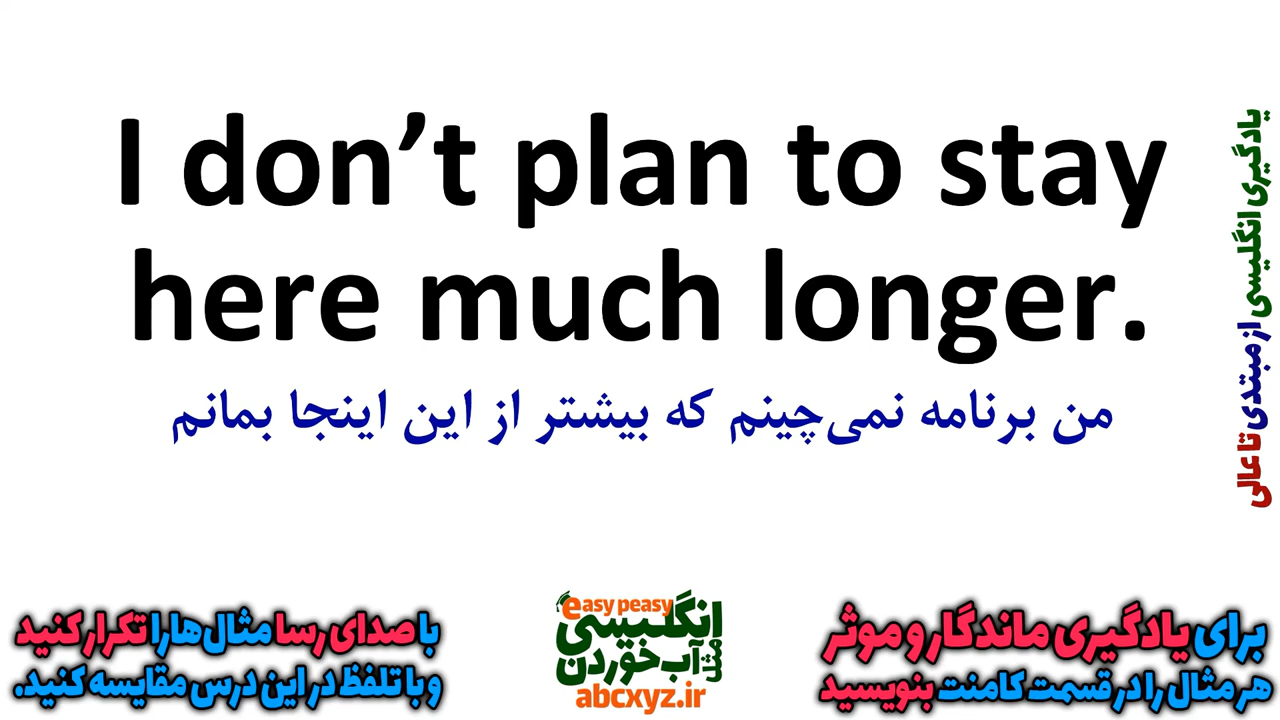 I don’t plan to stay
here much longer.
من برنامه نمی‌چینم که بیشتر از این اینجا بمانم
یادگیری انگلیسی از مبتدی تا عالی
با صدای رسا مثال‌ها را تکرار کنید
و با تلفظ در این درس مقایسه کنید.
easy peasy
انگلیسی
مثل
آب خوردن
abcxyz.ir
برای یادگیری ماندگار و موثر
هر مثال را در قسمت کامنت بنویسید